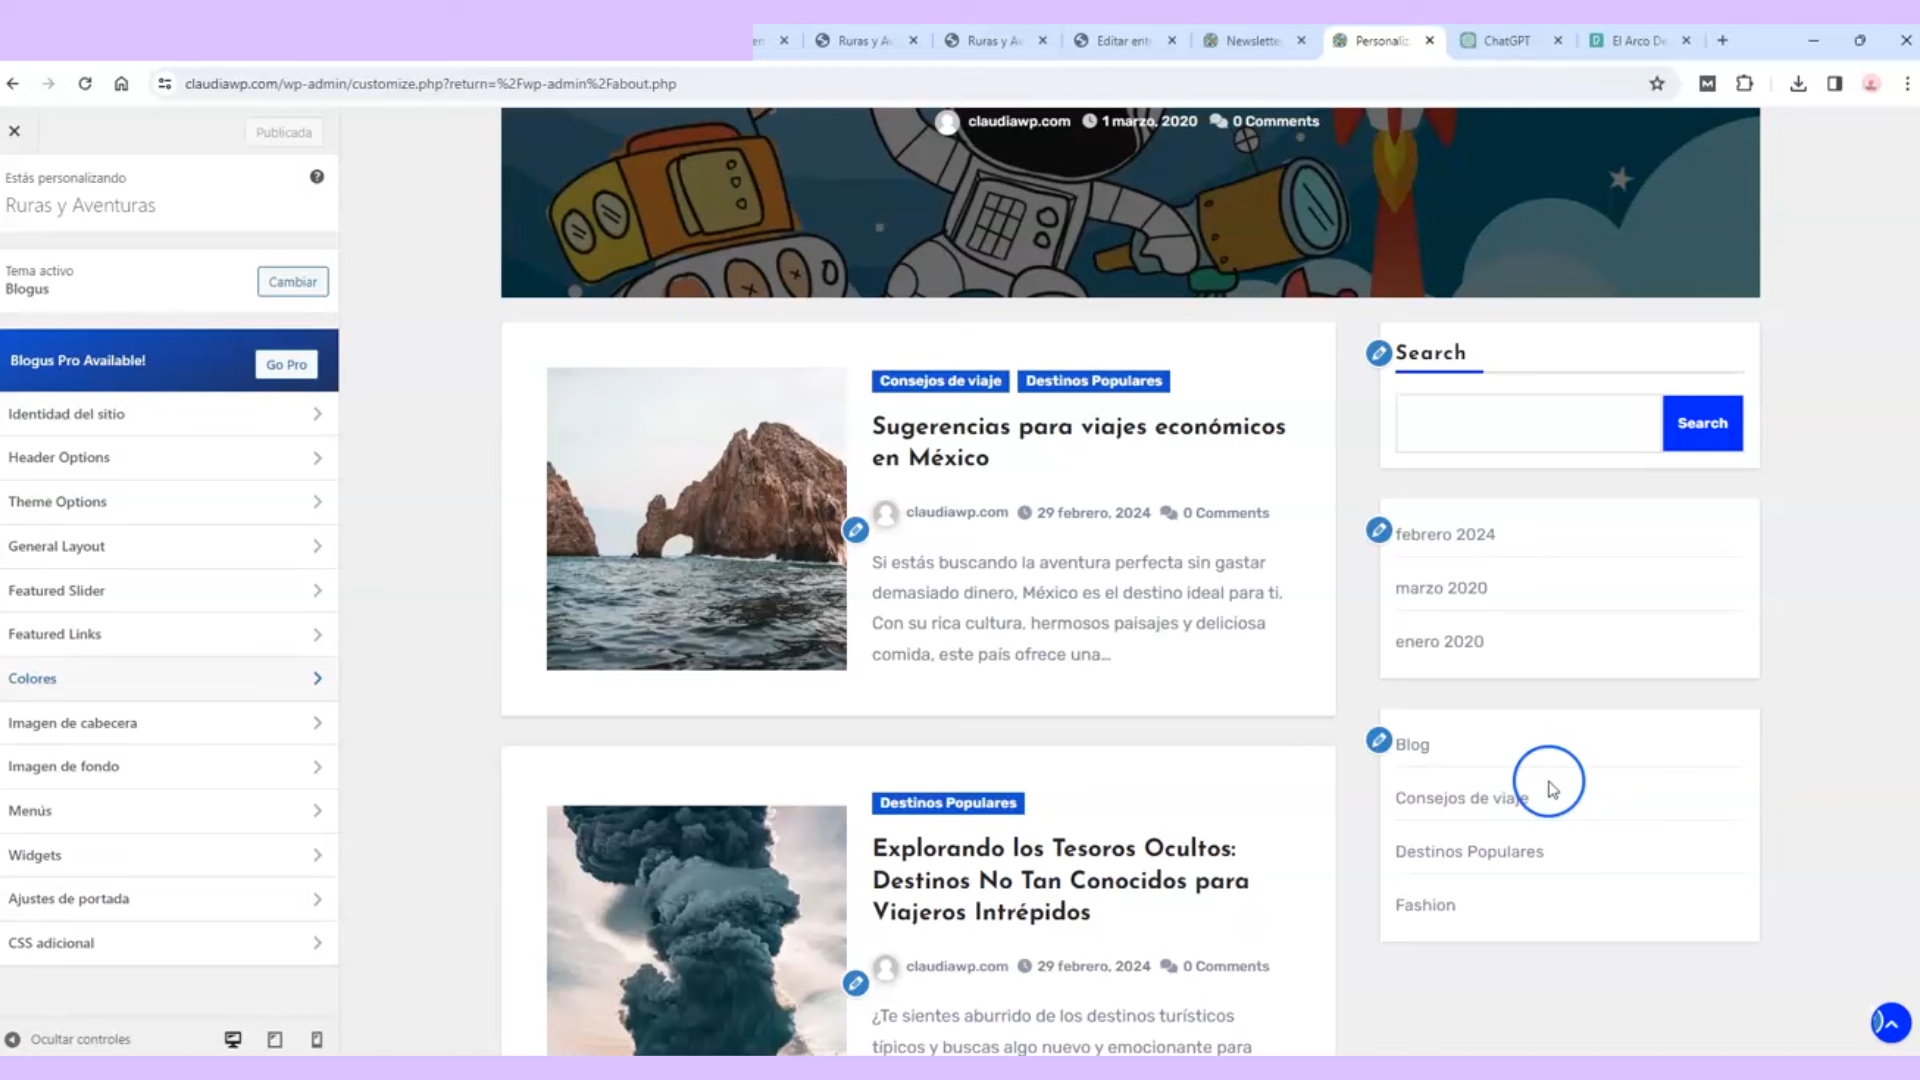 Ruras y Av
Ruras y Av
Editar entr
Newslette
Personaliz
ChatGPT
El Arco De
claudiawp.com/wp-admin/customize.php?return=%2Fwp-admin%2Fabout.php
Publicada
Estás personalizando
Ruras y Aventuras
Tema activo
Blogus
Cambiar
Blogus Pro Available!
Go Pro
Identidad del sitio
Header Options
Theme Options
General Layout
Featured Slider
Featured Links
Colores
Imagen de cabecera
Imagen de fondo
Menús
Widgets
Ajustes de portada
CSS adicional
Ocultar controles
claudiawp.com 1 marzo, 2020 0 Comments
Consejos de viaje Destinos Populares
Sugerencias para viajes económicos
en México
claudiawp.com 29 febrero, 2024 0 Comments
Si estás buscando la aventura perfecta sin gastar
demasiado dinero, México es el destino ideal para ti.
Con su rica cultura, hermosos paisajes y deliciosa
comida, este país ofrece una…
Destinos Populares
Explorando los Tesoros Ocultos:
Destinos No Tan Conocidos para
Viajeros Intrépidos
claudiawp.com 29 febrero, 2024 0 Comments
¿Te sientes aburrido de los destinos turísticos
típicos y buscas algo nuevo y emocionante para
Search
Search
febrero 2024
marzo 2020
enero 2020
Blog
Consejos de viaje
Destinos Populares
Fashion